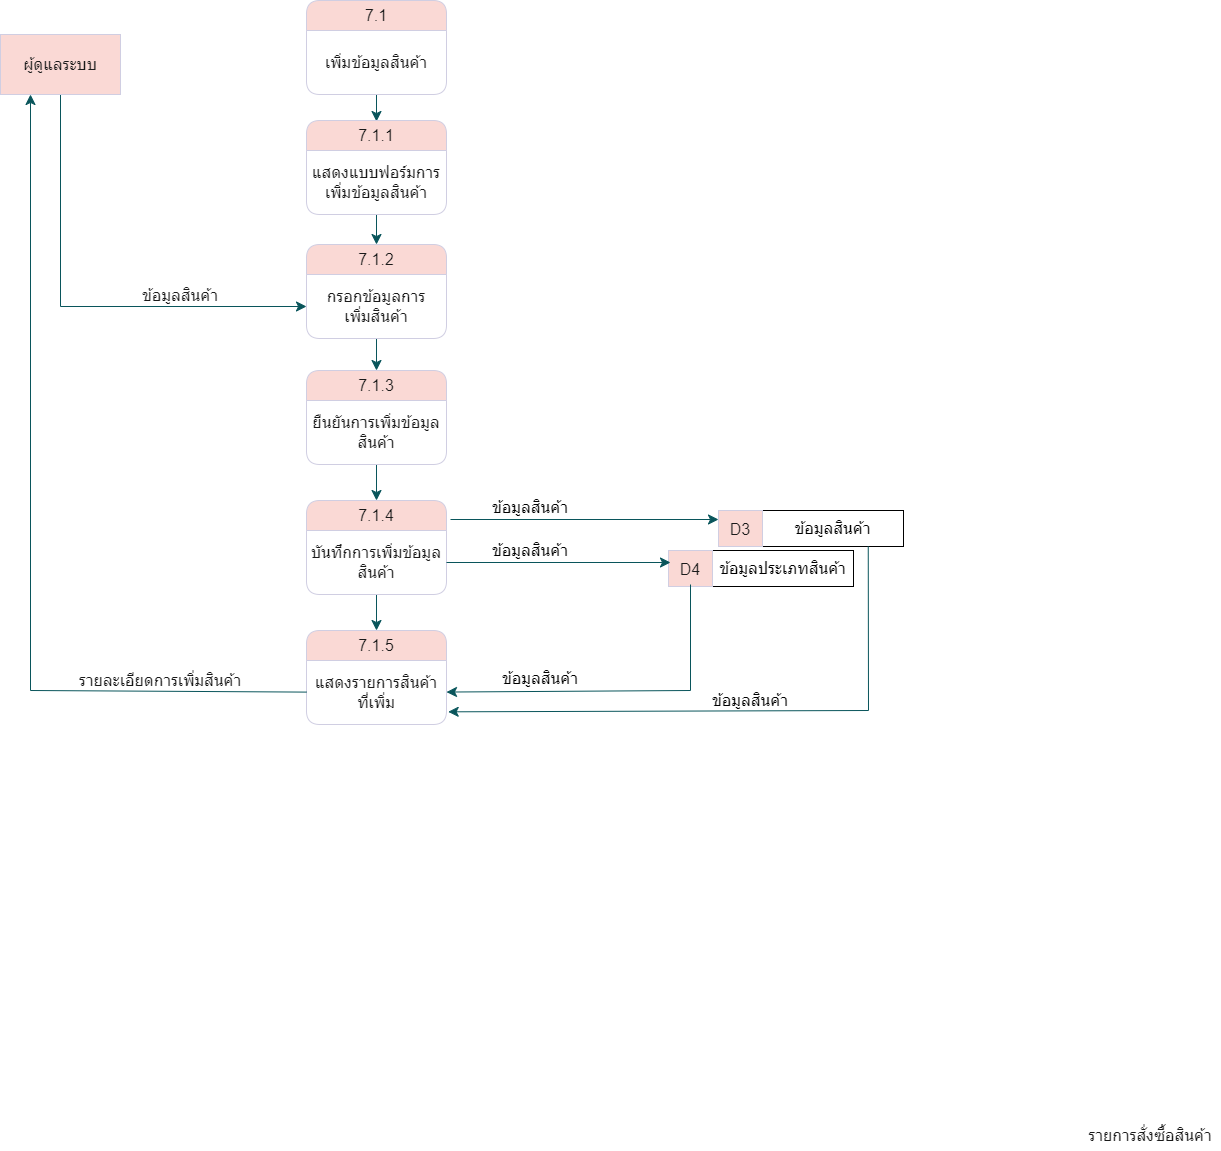 7.1
เพิ่มข้อมูลสินค้า
ผู้ดูแลระบบ
7.1.1
แสดงแบบฟอร์มการ
เพิ่มข้อมูลสินค้า
7.1.2
กรอกข้อมูลการ
เพิ่มสินค้า
ข้อมูลสินค้า
7.1.3
ยืนยันการเพิ่มข้อมูล
สินค้า
7.1.4
บันทึกการเพิ่มข้อมูล
สินค้า
ข้อมูลสินค้า
D3
ข้อมูลสินค้า
ข้อมูลสินค้า
D4
ข้อมูลประเภทสินค้า
7.1.5
แสดงรายการสินค้า
ที่เพิ่ม
รายละเอียดการเพิ่มสินค้า
ข้อมูลสินค้า
ข้อมูลสินค้า
รายการสั่งซื้อสินค้า